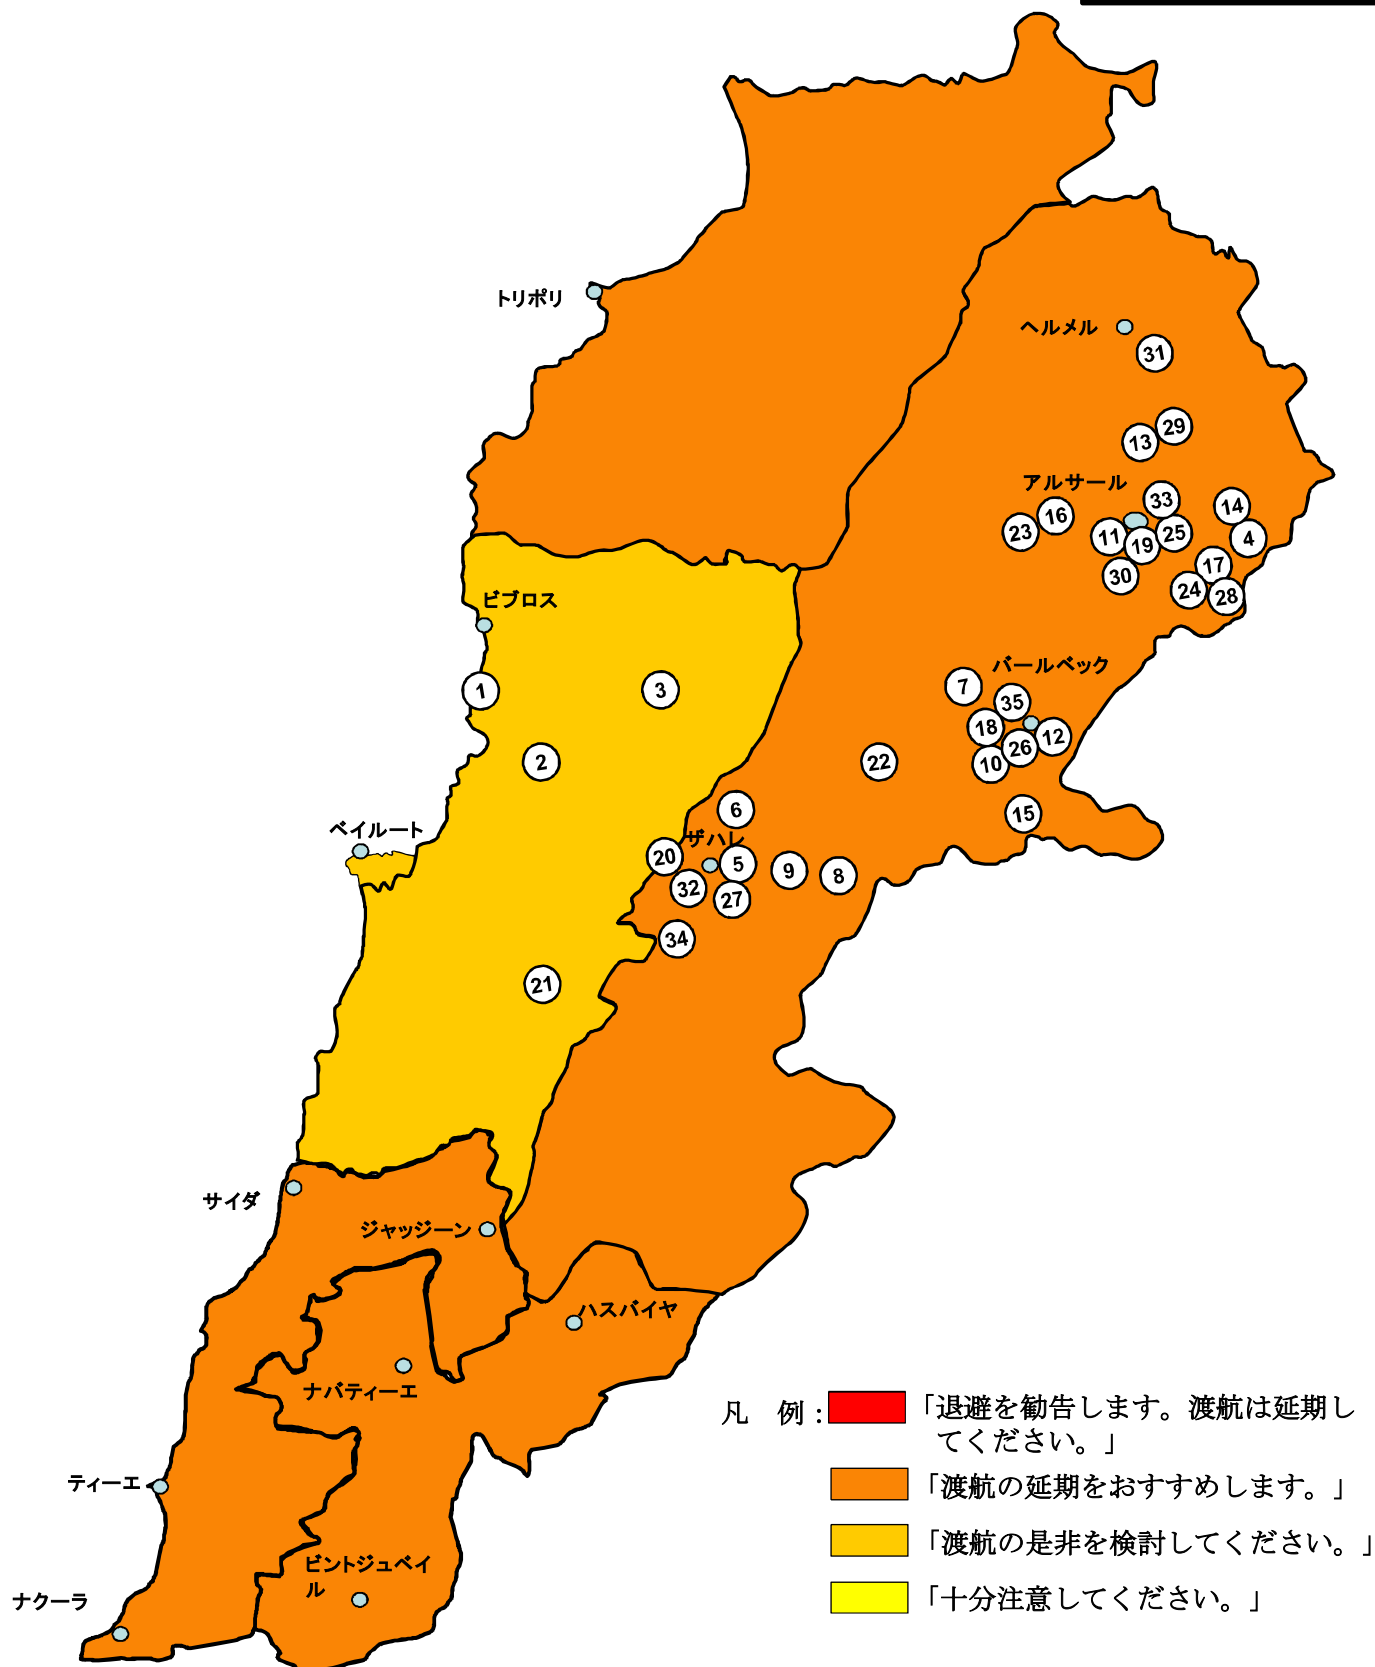 トリポリ
ヘルメル
31
29
13
アルサール
33
14
16
23
11
25
4
19
17
30
24
28
ビブロス
バールベック
7
1
3
35
18
12
26
2
22
10
6
15
ベイルート
ザハレ
20
5
9
8
32
27
34
21
サイダ
ジャッジーン
ハスバイヤ
ナバティーエ
ティーエ
ビントジュベイ
ル
ナクーラ
凡 例：
「退避を勧告します。渡航は延期し
てください。」
「渡航の延期をおすすめします。」
「渡航の是非を検討してください。」
「十分注意してください。」